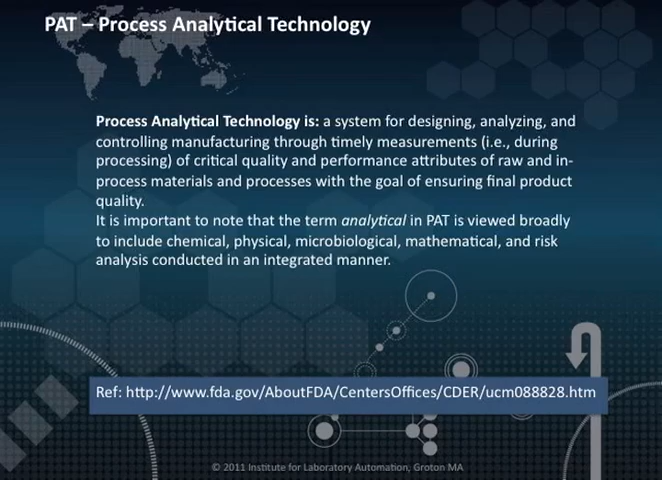 PAT – Process Analytical Technology
Process Analytical Technology is: a system for designing, analyzing, and
controlling manufacturing through timely measurements (i.e., during
processing) of critical quality and performance attributes of raw and in-
process materials and processes with the goal of ensuring final product
quality.
It is important to note that the term analytical in PAT is viewed broadly
to include chemical, physical, microbiological, mathematical, and risk
analysis conducted in an integrated manner.
Ref: http://www.fda.gov/AboutFDA/CentersOffices/CDER/ucm088828.htm
© 2011 Institute for Laboratory Automation, Groton MA